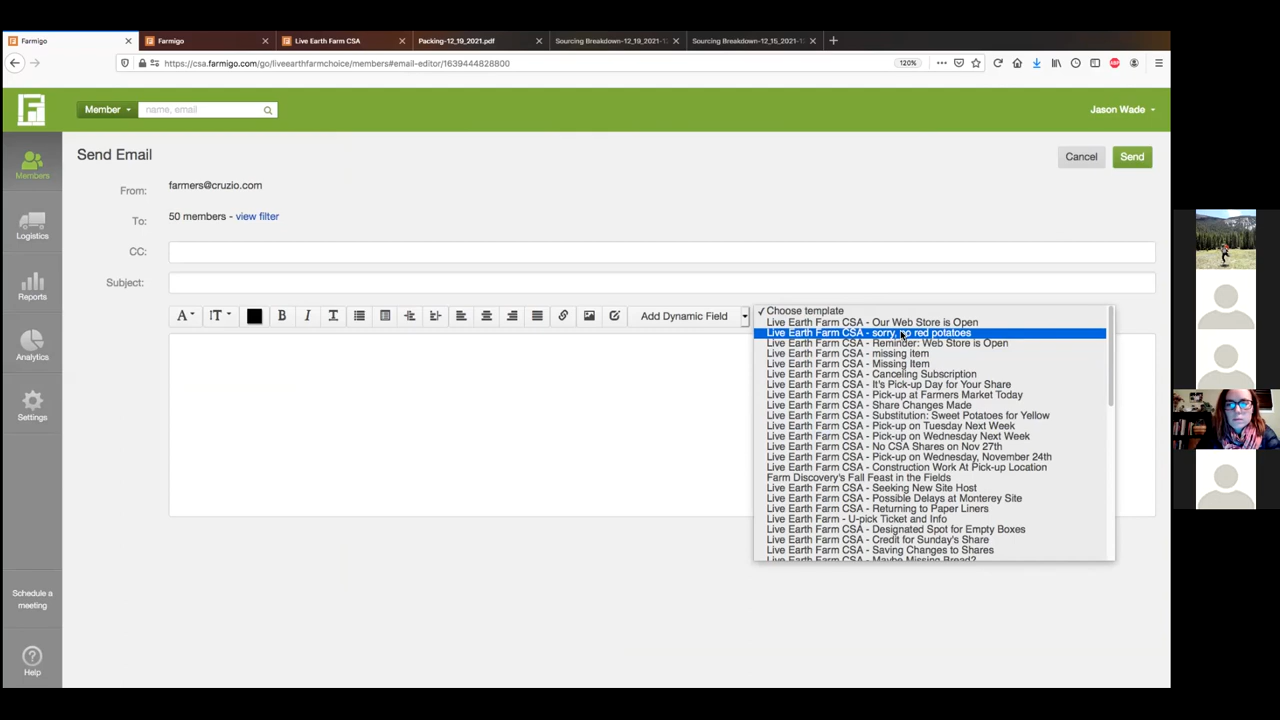 Farmigo
Farmigo
Live Earth Farm CSA
Packing-12_19_2021.pdf
Sourcing Breakdown-12_19_2021-1
Sourcing Breakdown-12_15_2021-1
https://csa.farmigo.com/go/liveearthfarmchoice/members#email-editor/1639444828800
120%
Member
name, email
Jason Wade
Members
Logistics
Reports
Analytics
Settings
Schedule a
meeting
Help
Send Email
Cancel
Send
From:
farmers@cruzio.com
To:
50 members - view filter
CC:
Subject:
Add Dynamic Field
✓ Choose template
Live Earth Farm CSA - Our Web Store is Open
Live Earth Farm CSA - sorry, no red potatoes
Live Earth Farm CSA - Reminder: Web Store is Open
Live Earth Farm CSA - missing item
Live Earth Farm CSA - Missing Item
Live Earth Farm CSA - Canceling Subscription
Live Earth Farm CSA - It's Pick-up Day for Your Share
Live Earth Farm CSA - Pick-up at Farmers Market Today
Live Earth Farm CSA - Share Changes Made
Live Earth Farm CSA - Substitution: Sweet Potatoes for Yellow
Live Earth Farm CSA - Pick-up on Tuesday Next Week
Live Earth Farm CSA - Pick-up on Wednesday Next Week
Live Earth Farm CSA - No CSA Shares on Nov 27th
Live Earth Farm CSA - Pick-up on Wednesday, November 24th
Live Earth Farm CSA - Construction Work At Pick-up Location
Farm Discovery's Fall Feast in the Fields
Live Earth Farm CSA - Seeking New Site Host
Live Earth Farm CSA - Possible Delays at Monterey Site
Live Earth Farm CSA - Returning to Paper Liners
Live Earth Farm - U-pick Ticket and Info
Live Earth Farm CSA - Designated Spot for Empty Boxes
Live Earth Farm CSA - Credit for Sunday's Share
Live Earth Farm CSA - Saving Changes to Shares
Live Earth Farm CSA - Maybe Missing Bread?